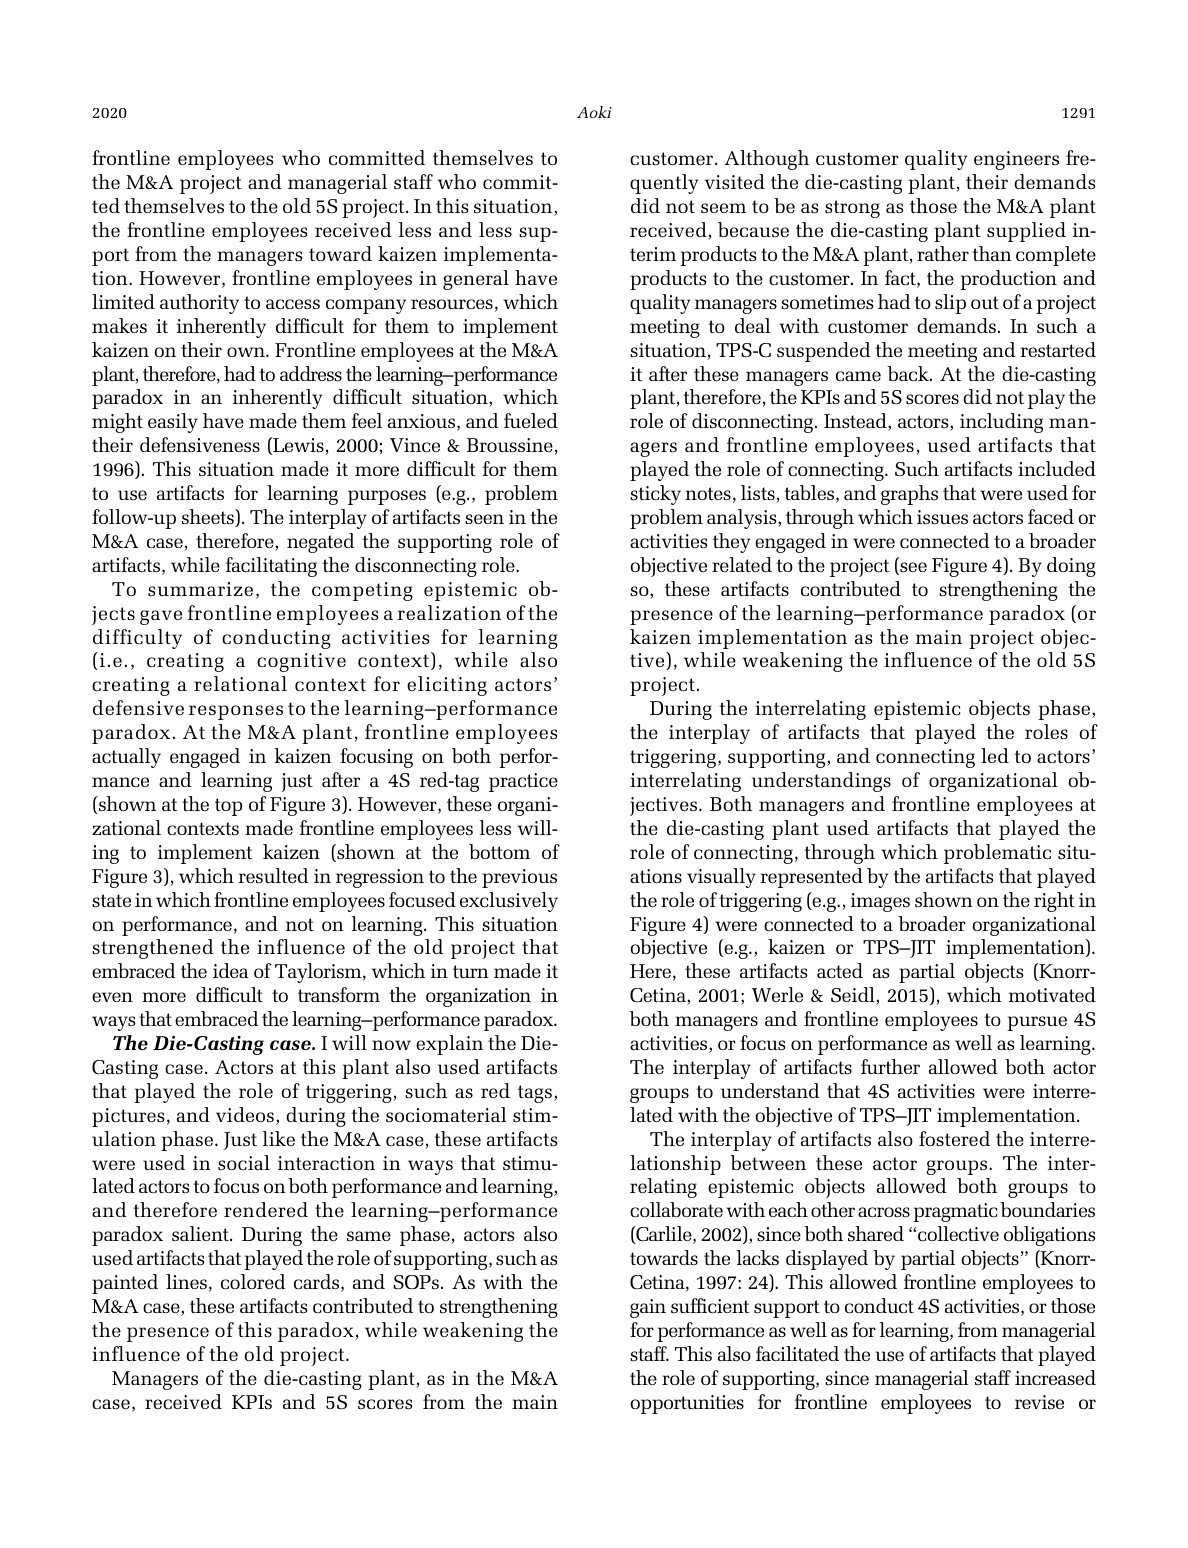 2020
Aoki
1291
frontline employees who committed themselves to
the M&A project and managerial staff who commit-
ted themselves to the old 5S project. In this situation,
the frontline employees received less and less sup-
port from the managers toward kaizen implementa-
tion. However, frontline employees in general have
limited authority to access company resources, which
makes it inherently difficult for them to implement
kaizen on their own. Frontline employees at the M&A
plant, therefore, had to address the learning–performance
paradox in an inherently difficult situation, which
might easily have made them feel anxious, and fueled
their defensiveness (Lewis, 2000; Vince & Broussine,
1996). This situation made it more difficult for them
to use artifacts for learning purposes (e.g., problem
follow-up sheets). The interplay of artifacts seen in the
M&A case, therefore, negated the supporting role of
artifacts, while facilitating the disconnecting role.
To summarize, the competing epistemic ob-
jects gave frontline employees a realization of the
difficulty of conducting activities for learning
(i.e., creating a cognitive context), while also
creating a relational context for eliciting actors’
defensive responses to the learning–performance
paradox. At the M&A plant, frontline employees
actually engaged in kaizen focusing on both perfor-
mance and learning just after a 4S red-tag practice
(shown at the top of Figure 3). However, these organi-
zational contexts made frontline employees less will-
ing to implement kaizen (shown at the bottom of
Figure 3), which resulted in regression to the previous
state in which frontline employees focused exclusively
on performance, and not on learning. This situation
strengthened the influence of the old project that
embraced the idea of Taylorism, which in turn made it
even more difficult to transform the organization in
ways that embraced the learning–performance paradox.
The Die-Casting case. I will now explain the Die-
Casting case. Actors at this plant also used artifacts
that played the role of triggering, such as red tags,
pictures, and videos, during the sociomaterial stim-
ulation phase. Just like the M&A case, these artifacts
were used in social interaction in ways that stimu-
lated actors to focus on both performance and learning,
and therefore rendered the learning–performance
paradox salient. During the same phase, actors also
used artifacts that played the role of supporting, such as
painted lines, colored cards, and SOPs. As with the
M&A case, these artifacts contributed to strengthening
the presence of this paradox, while weakening the
influence of the old project.
Managers of the die-casting plant, as in the M&A
case, received KPIs and 5S scores from the main
customer. Although customer quality engineers fre-
quently visited the die-casting plant, their demands
did not seem to be as strong as those the M&A plant
received, because the die-casting plant supplied in-
terim products to the M&A plant, rather than complete
products to the customer. In fact, the production and
quality managers sometimes had to slip out of a project
meeting to deal with customer demands. In such a
situation, TPS-C suspended the meeting and restarted
it after these managers came back. At the die-casting
plant, therefore, the KPIs and 5S scores did not play the
role of disconnecting. Instead, actors, including man-
agers and frontline employees, used artifacts that
played the role of connecting. Such artifacts included
sticky notes, lists, tables, and graphs that were used for
problem analysis, through which issues actors faced or
activities they engaged in were connected to a broader
objective related to the project (see Figure 4). By doing
so, these artifacts contributed to strengthening the
presence of the learning–performance paradox (or
kaizen implementation as the main project objec-
tive), while weakening the influence of the old 5S
project.
During the interrelating epistemic objects phase,
the interplay of artifacts that played the roles of
triggering, supporting, and connecting led to actors’
interrelating understandings of organizational ob-
jectives. Both managers and frontline employees at
the die-casting plant used artifacts that played the
role of connecting, through which problematic situ-
ations visually represented by the artifacts that played
the role of triggering (e.g., images shown on the right in
Figure 4) were connected to a broader organizational
objective (e.g., kaizen or TPS–JIT implementation).
Here, these artifacts acted as partial objects (Knorr-
Cetina, 2001; Werle & Seidl, 2015), which motivated
both managers and frontline employees to pursue 4S
activities, or focus on performance as well as learning.
The interplay of artifacts further allowed both actor
groups to understand that 4S activities were interre-
lated with the objective of TPS–JIT implementation.
The interplay of artifacts also fostered the interre-
lationship between these actor groups. The inter-
relating epistemic objects allowed both groups to
collaborate with each other across pragmatic boundaries
(Carlile, 2002), since both shared “collective obligations
towards the lacks displayed by partial objects” (Knorr-
Cetina, 1997: 24). This allowed frontline employees to
gain sufficient support to conduct 4S activities, or those
for performance as well as for learning, from managerial
staff. This also facilitated the use of artifacts that played
the role of supporting, since managerial staff increased
opportunities for frontline employees to revise or